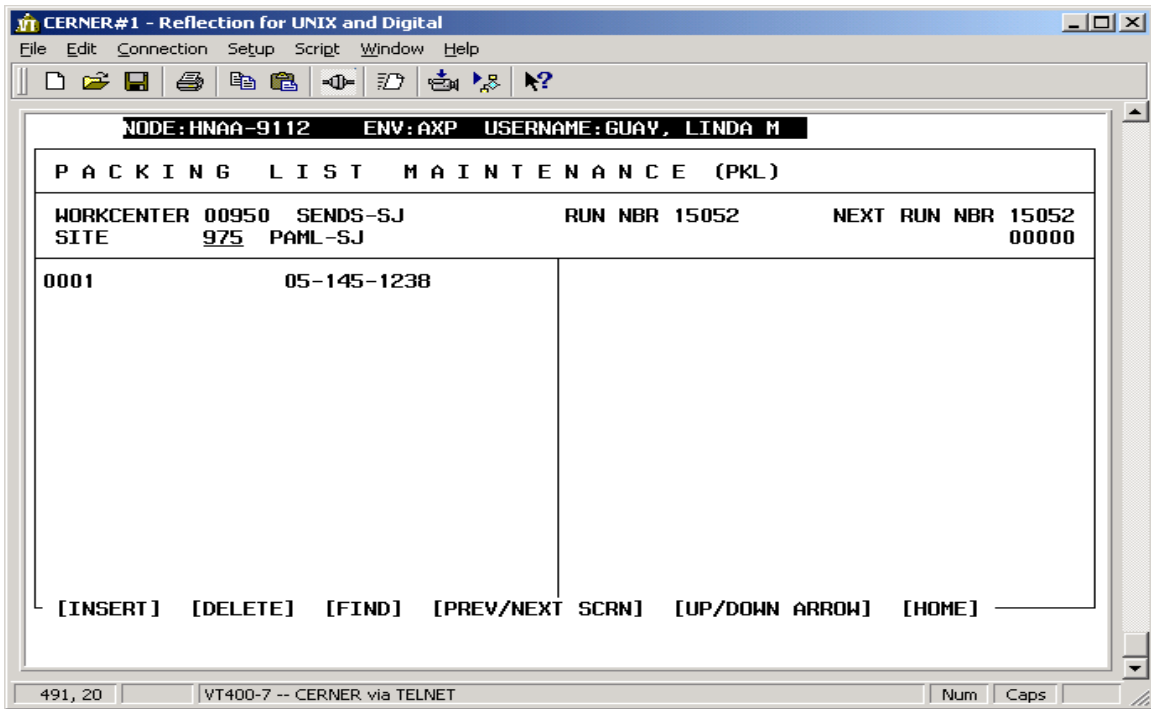 CERNER#1 - Reflection for UNIX and Digital
File Edit Connection Setup Script Window Help
NODE:HNAA-9112 ENV:AXP USERNAME:GUAY, LINDA M
PACKING LIST MAINTENANCE (PKL)
WORKCENTER 00950 SENDS-SJ RUN NBR 15052 NEXT RUN NBR 15052
SITE 975 PAML-SJ 00000
0001 05-145-1238
[INSERT] [DELETE] [FIND] [PREV/NEXT SCRN] [UP/DOWN ARROW] [HOME]
491, 20 VT400-7 -- CERNER via TELNET Num Caps